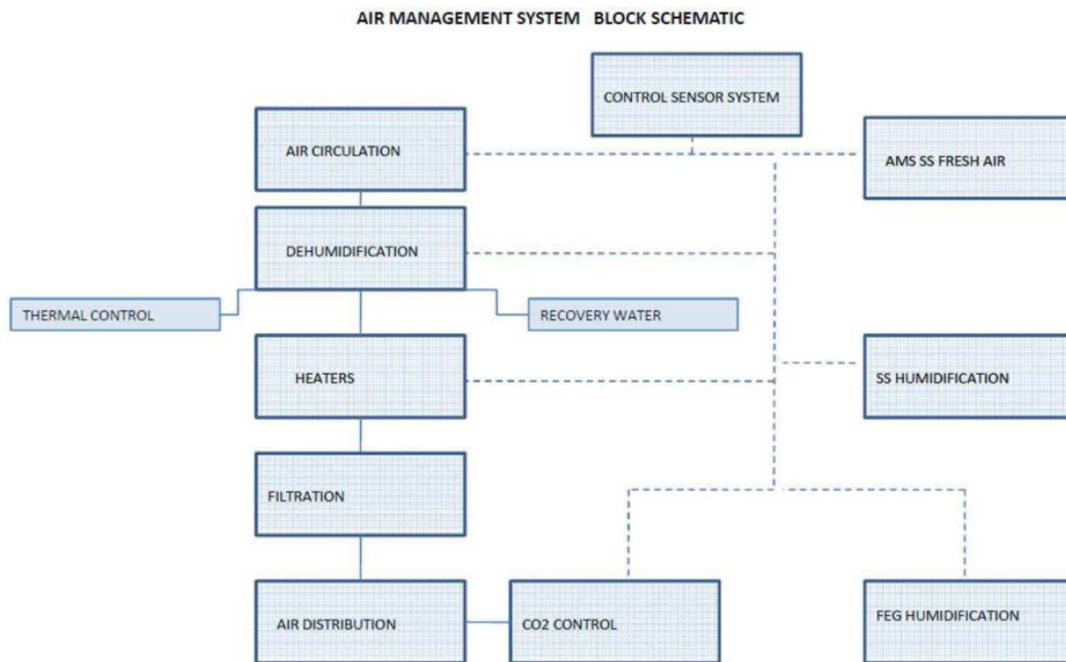 AIR MANAGEMENT SYSTEM BLOCK SCHEMATIC
CONTROL SENSOR SYSTEM
AIR CIRCULATION
AMS SS FRESH AIR
DEHUMIDIFICATION
THERMAL CONTROL
RECOVERY WATER
HEATERS
SS HUMIDIFICATION
FILTRATION
AIR DISTRIBUTION
CO2 CONTROL
FEG HUMIDIFICATION